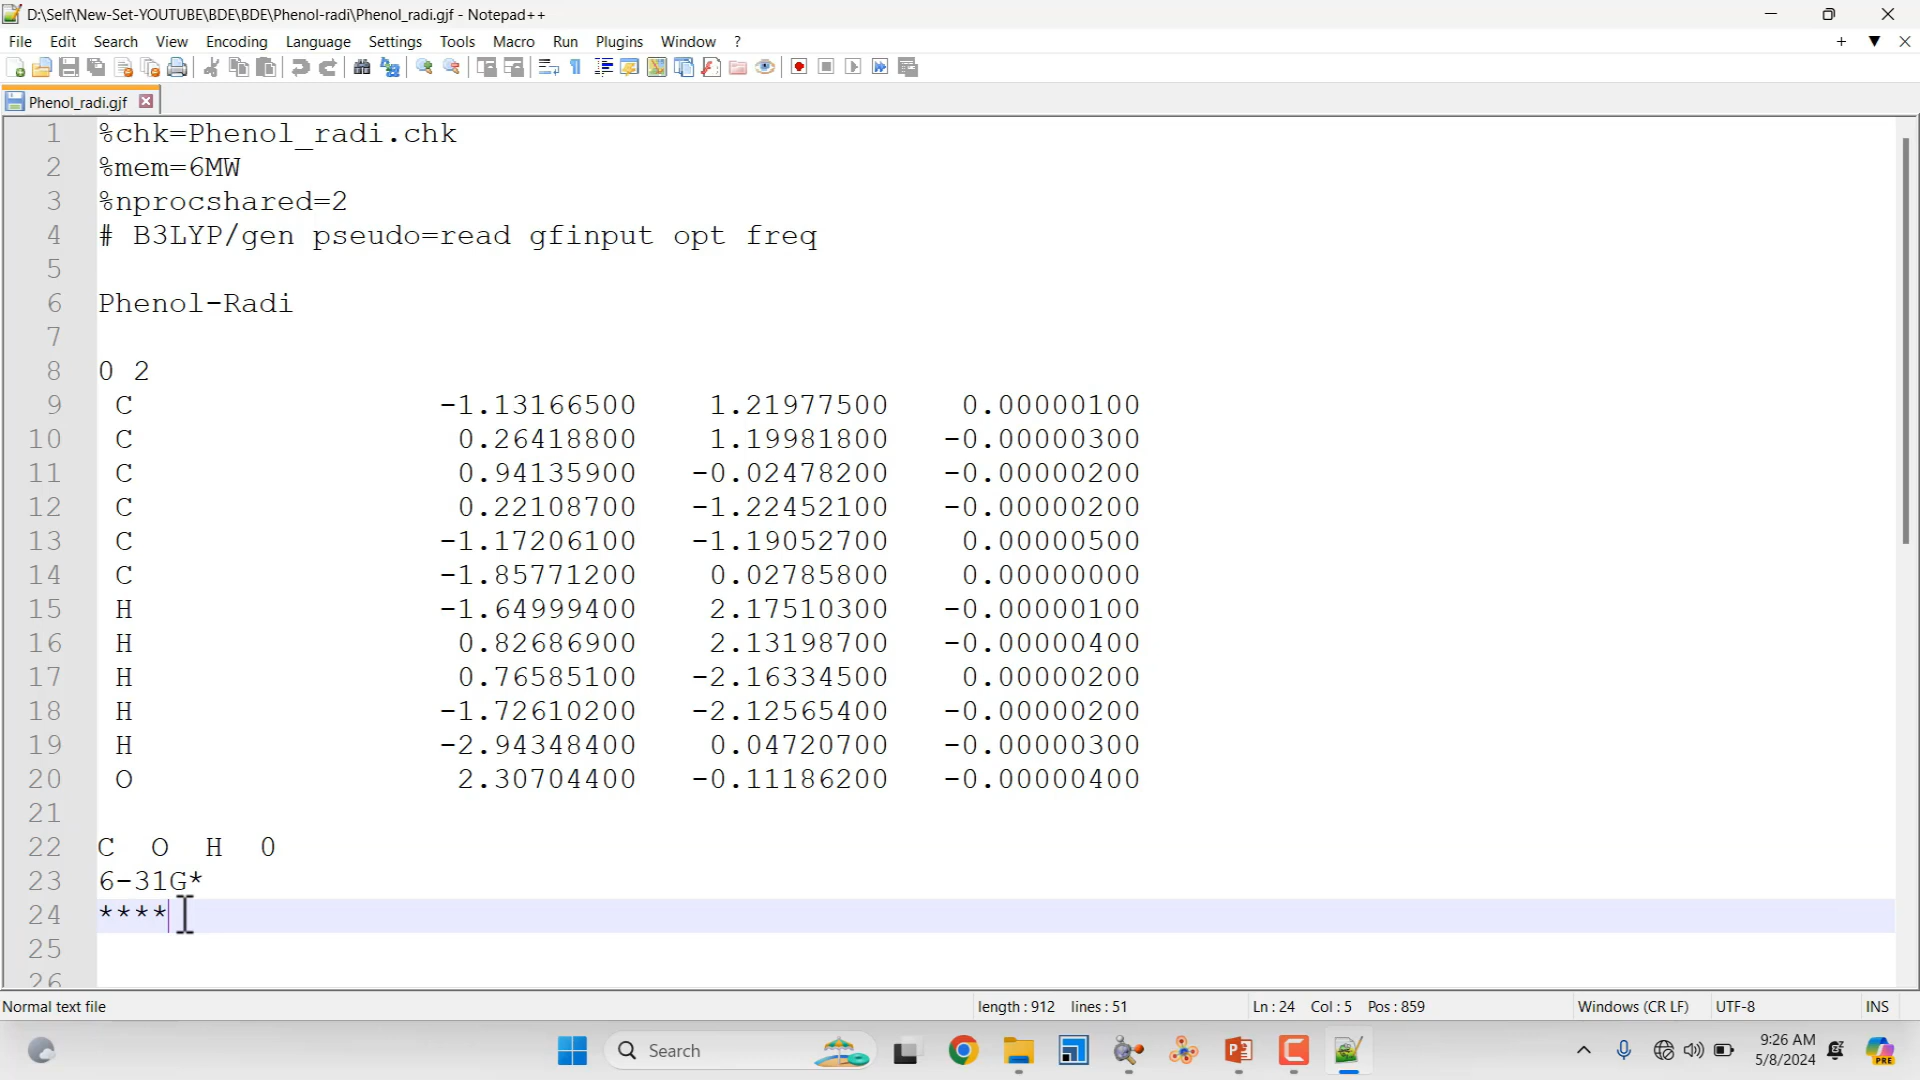 D:\Self\New-Set-YOUTUBE\BDE\BDE\Phenol-radi\Phenol_radi.gjf - Notepad++
File Edit Search View Encoding Language Settings Tools Macro Run Plugins Window ?
Phenol_radi.gjf
1 %chk=Phenol_radi.chk
2 %mem=6MW
3 %nprocshared=2
4 # B3LYP/gen pseudo=read gfinput opt freq
5
6 Phenol-Radi
7
8 0 2
9 C -1.13166500 1.21977500 0.00000100
10 C 0.26418800 1.19981800 -0.00000300
11 C 0.94135900 -0.02478200 -0.00000200
12 C 0.22108700 -1.22452100 -0.00000200
13 C -1.17206100 -1.19052700 0.00000500
14 C -1.85771200 0.02785800 0.00000000
15 H -1.64999400 2.17510300 -0.00000100
16 H 0.82686900 2.13198700 -0.00000400
17 H 0.76585100 -2.16334500 0.00000200
18 H -1.72610200 -2.12565400 -0.00000200
19 H -2.94348400 0.04720700 -0.00000300
20 O 2.30704400 -0.11186200 -0.00000400
21
22 C O H 0
23 6-31G*
24 ****
25
26
Normal text file length : 912 lines : 51 Ln : 24 Col : 5 Pos : 859 Windows (CR LF) UTF-8 INS
Search
PRE
9:26 AM
5/8/2024